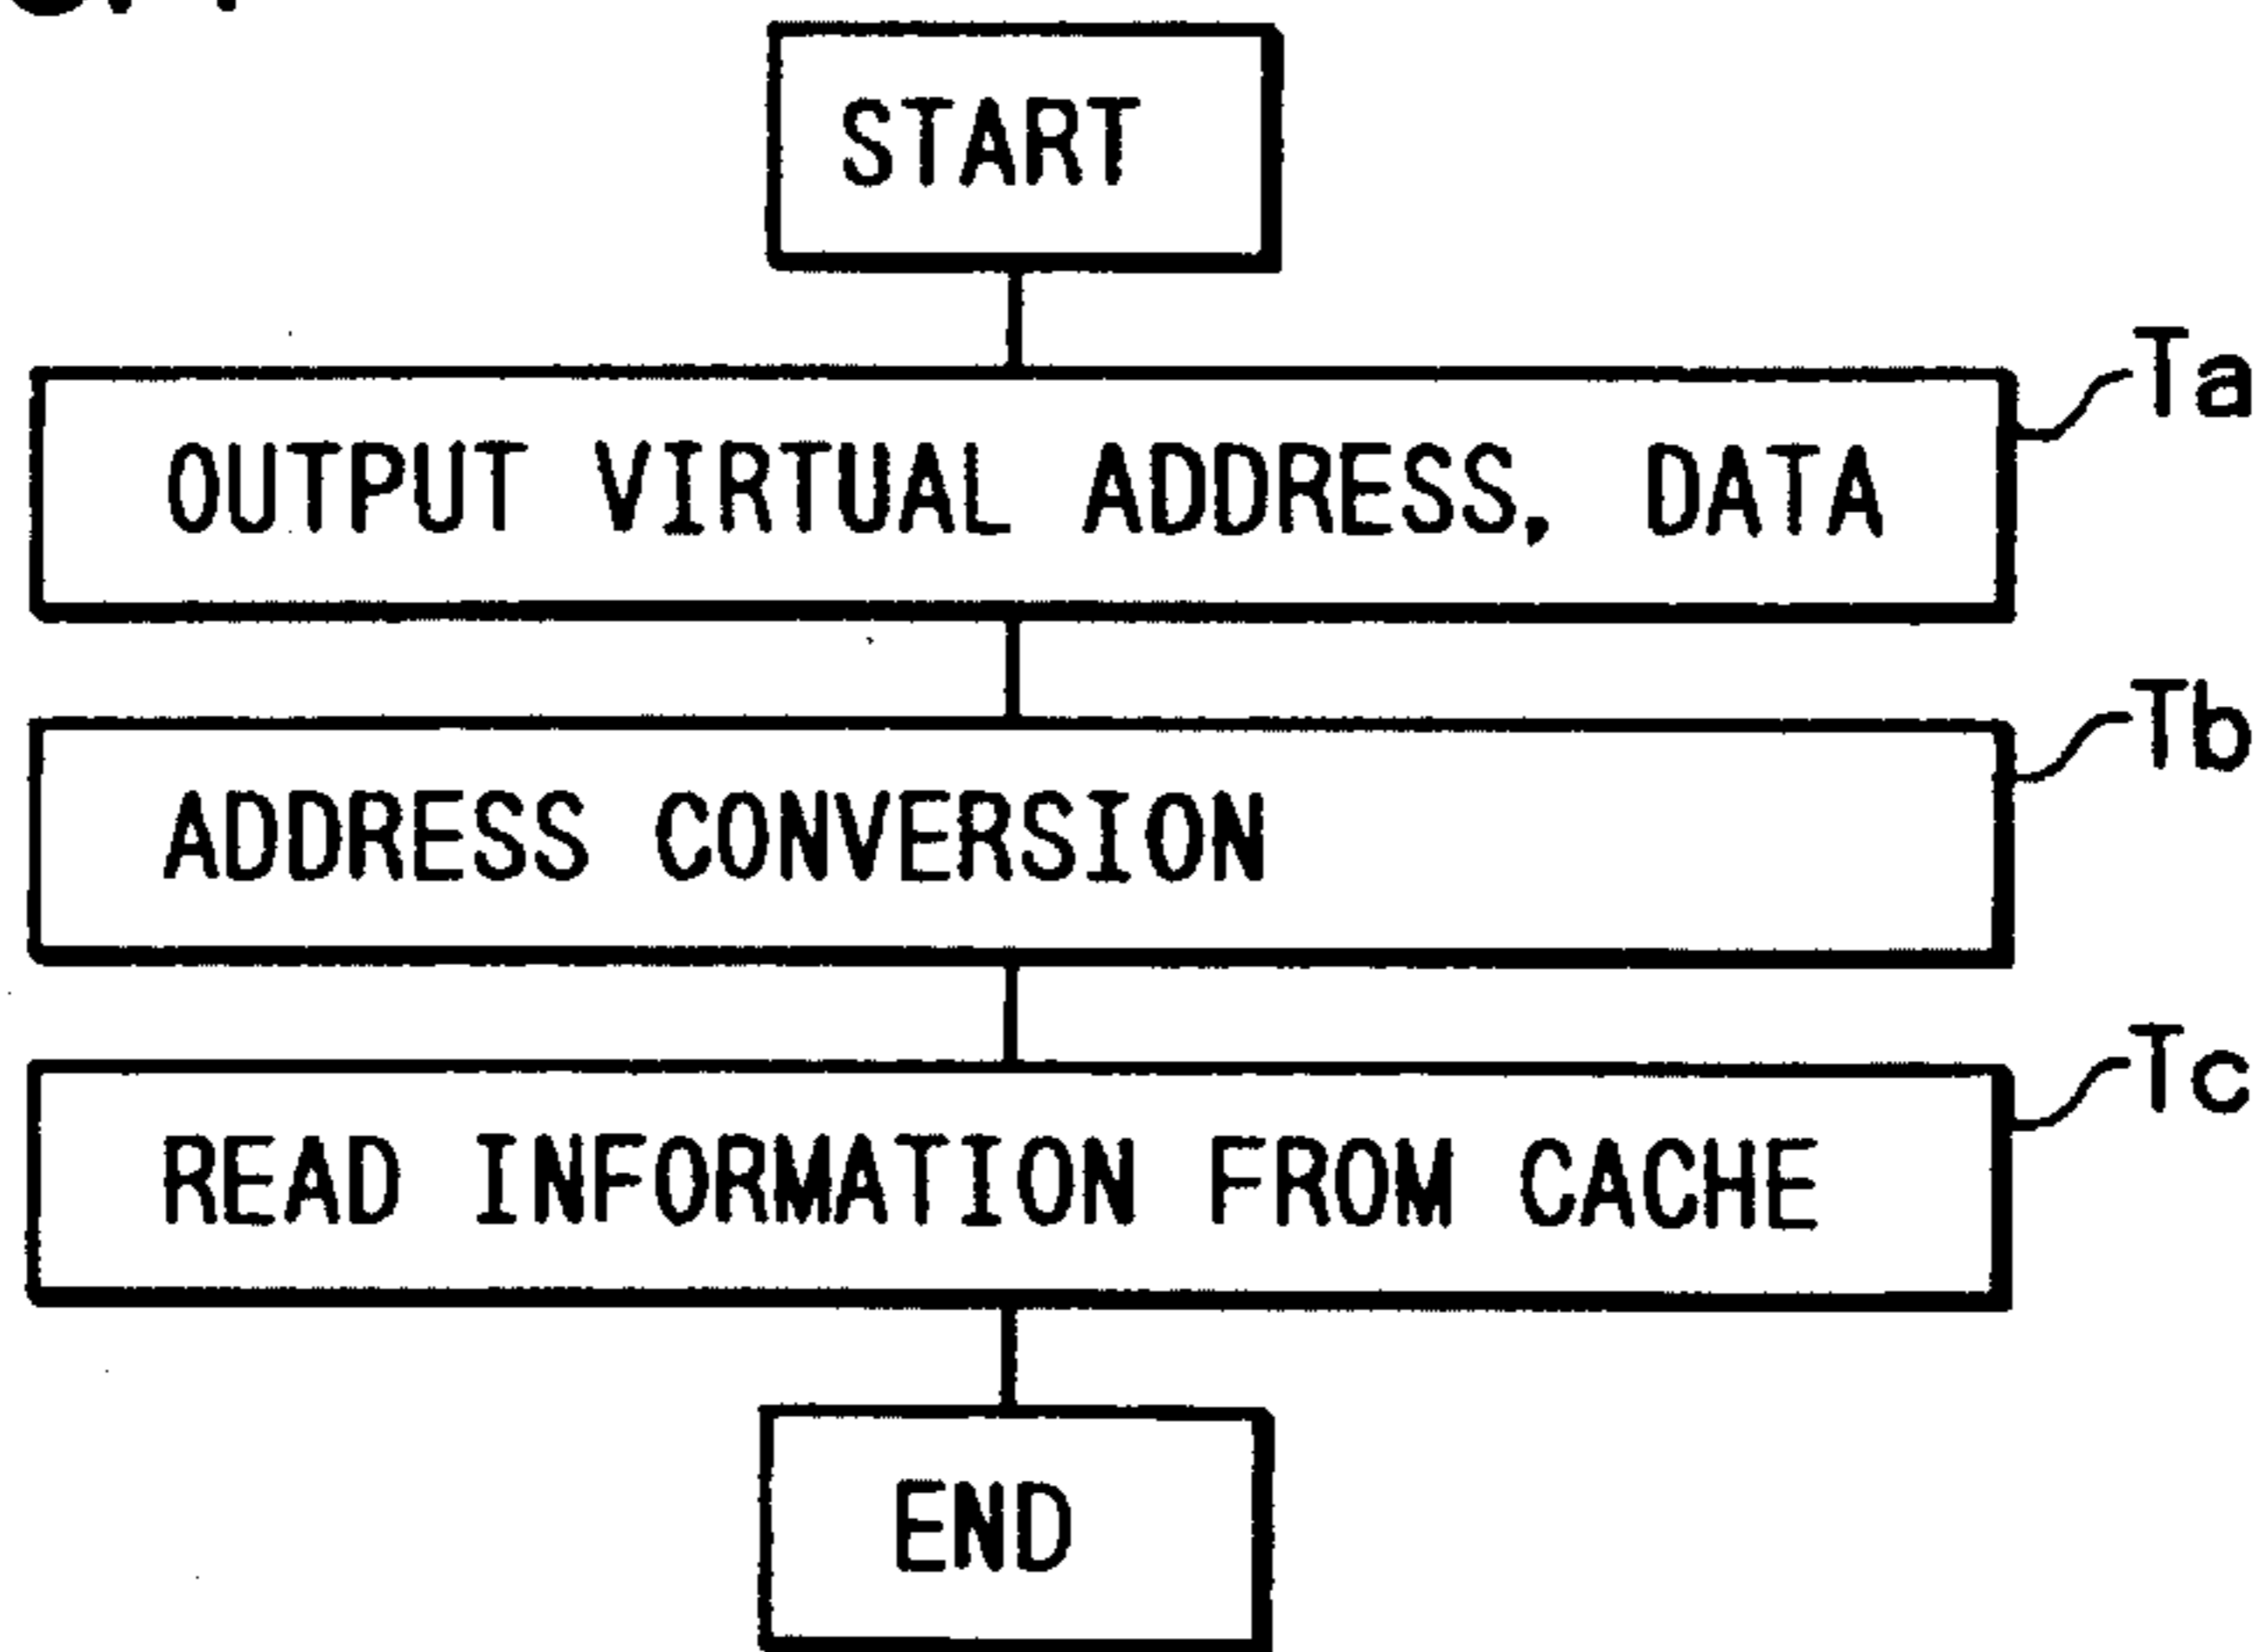 START
Ta
OUTPUT VIRTUAL ADDRESS, DATA
Tb
ADDRESS CONVERSION
Tc
READ INFORMATION FROM CACHE
END